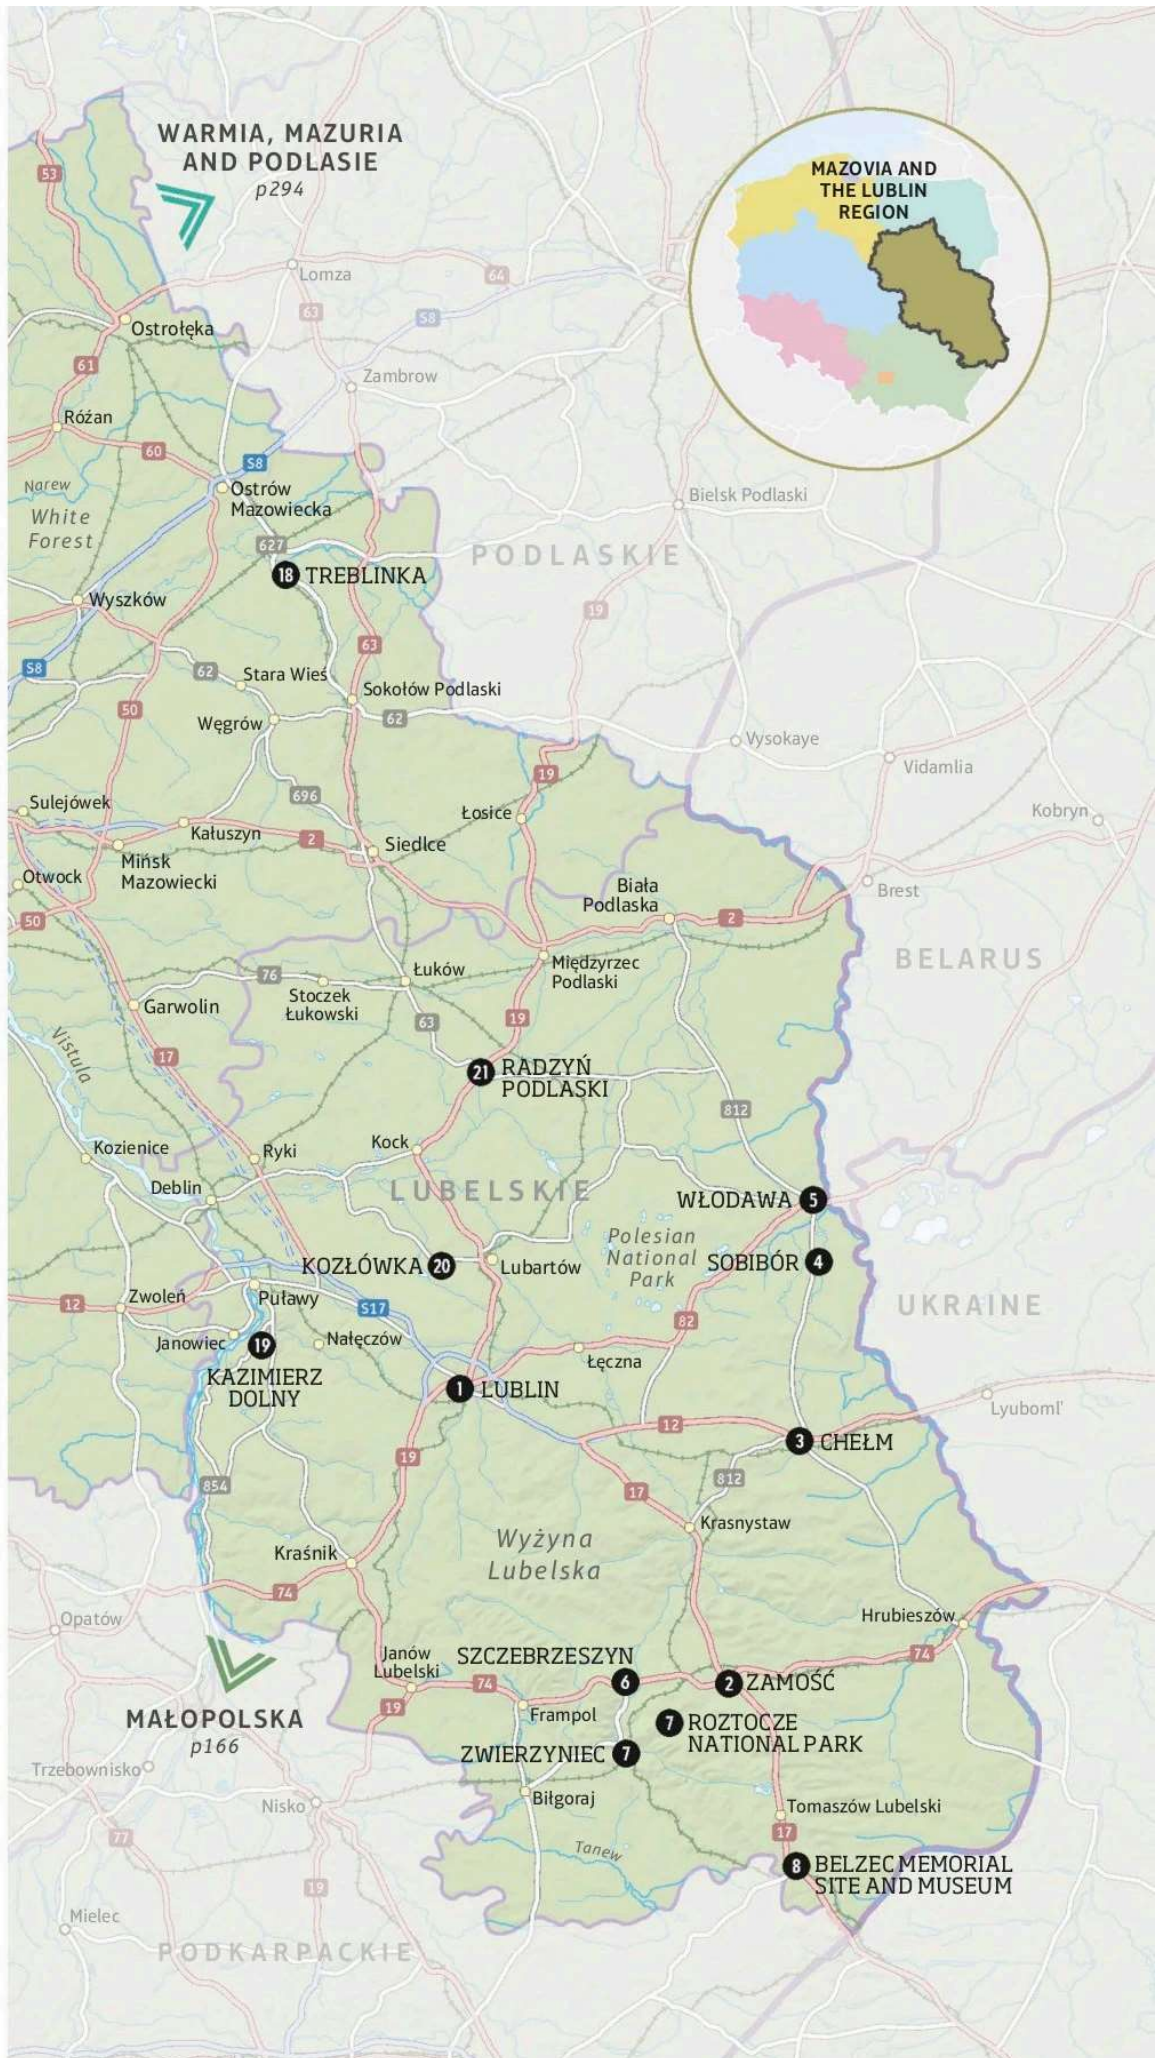 WARMIA, MAZURIA
AND PODLASIE
p294
MAZOVIA AND
THE LUBLIN
REGION
53
Lomza
64
63
S8
Ostrołęka
61
Zambrow
Różan
60
S8
Narew
Ostrów
Mazowiecka
Bielsk Podlaski
White
Forest
627
PODLASKIE
18 TREBLINKA
Wyszków
19
63
S8
62
Stara Wieś
Sokołów Podlaski
50
Węgrów
62
Vysokaye
Vidamlia
19
696
Sulejówek
Łosice
Kobryn
Kałuszyn
2
Siedlce
Mińsk
Mazowiecki
Otwock
Biała
Podlaska
Brest
50
2
BELARUS
76
Łuków
Międzyrzec
Podlaski
Stoczek
Łukowski
Garwolin
63
19
Vistula
17
21 RADZYŃ
PODLASKI
812
Kozienice
Ryki
Kock
Deblin
LUBELSKIE
WŁODAWA 5
Polesian
National
Park
KOZŁÓWKA 20
Lubartów
SOBIBÓR 4
Zwoleń
12
Puławy
S17
UKRAINE
82
Janowiec
19
Nałęczów
KAZIMIERZ
DOLNY
Łęczna
1 LUBLIN
Lyuboml'
12
3 CHEŁM
19
854
812
17
Krasnystaw
Wyżyna
Lubelska
Kraśnik
74
Opatów
Hrubieszów
Janów
Lubelski
SZCZEBRZESZYN
74
74
6
2 ZAMOŚĆ
19
Frampol
MAŁOPOLSKA
p166
7 ROZTOCZE
NATIONAL PARK
ZWIERZYNIEC 7
Trzebownisko
Nisko
Biłgoraj
Tomaszów Lubelski
77
17
Tanew
8 BELZEC MEMORIAL
SITE AND MUSEUM
19
Mielec
PODKARPACKIE